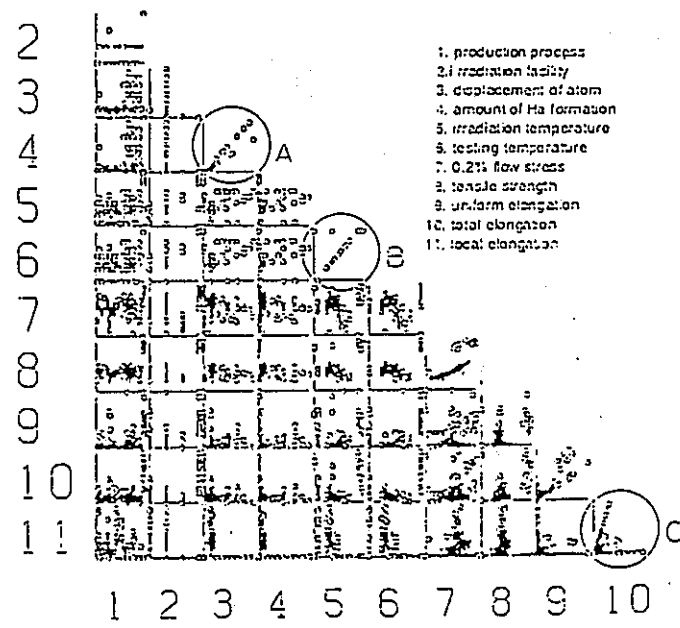 1. production process
2. irradiation facility
3. displacement of atom
4. amount of He formation
5. irradiation temperature
6. testing temperature
7. 0.2% flow stress
8. tensile strength
9. uniform elongation
10. total elongation
11. local elongation
2
3
4
A
5
6
B
7
8
9
10
11
C
1 2 3 4 5 6 7 8 9 10